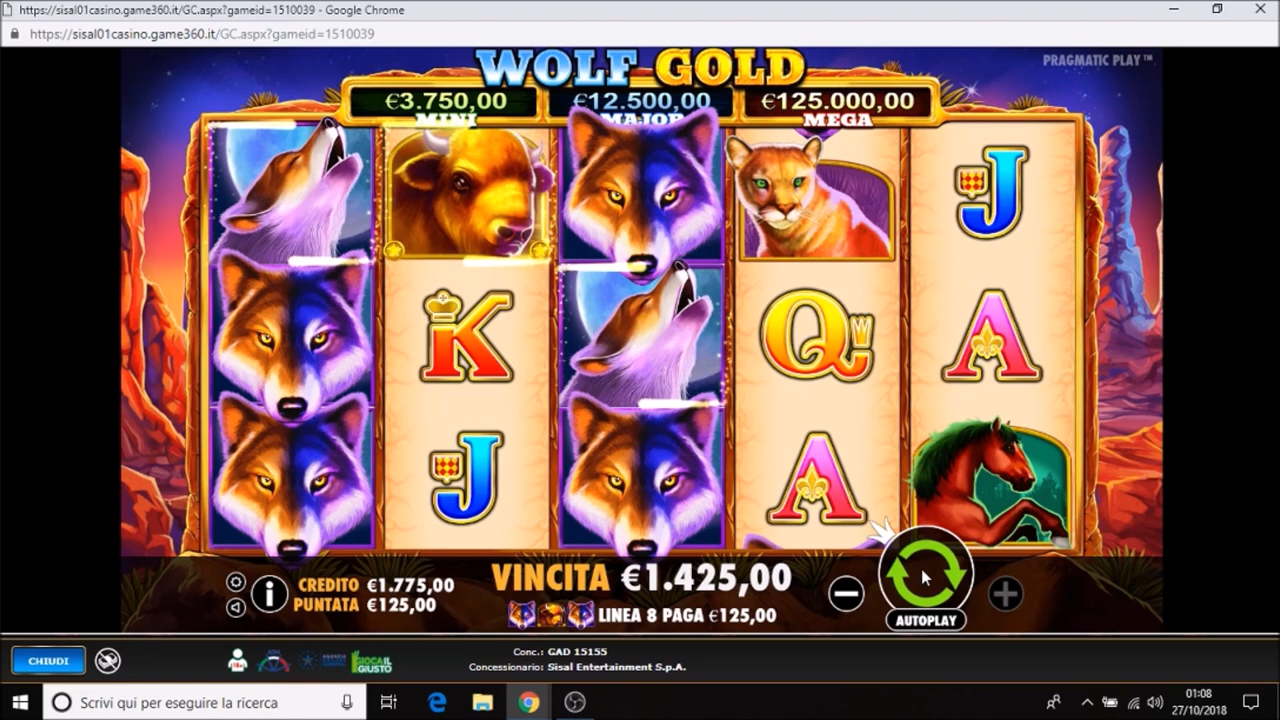 https://sisal01casino.game360.it/GC.aspx?gameid=1510039 - Google Chrome
https://sisal01casino.game360.it/GC.aspx?gameid=1510039
WOLF GOLD
PRAGMATIC PLAY™
€3.750,00 €12.500,00 €125.000,00
MINI MAJOR MEGA
J
K Q A
J A
CREDITO €1.775,00
PUNTATA €125,00
VINCITA €1.425,00
LINEA 8 PAGA €125,00
AUTOPLAY
CHIUDI
GIOCA IL GIUSTO
Conc.: GAD 15155
Concessionario: Sisal Entertainment S.p.A.
Scrivi qui per eseguire la ricerca
01:08
27/10/2018